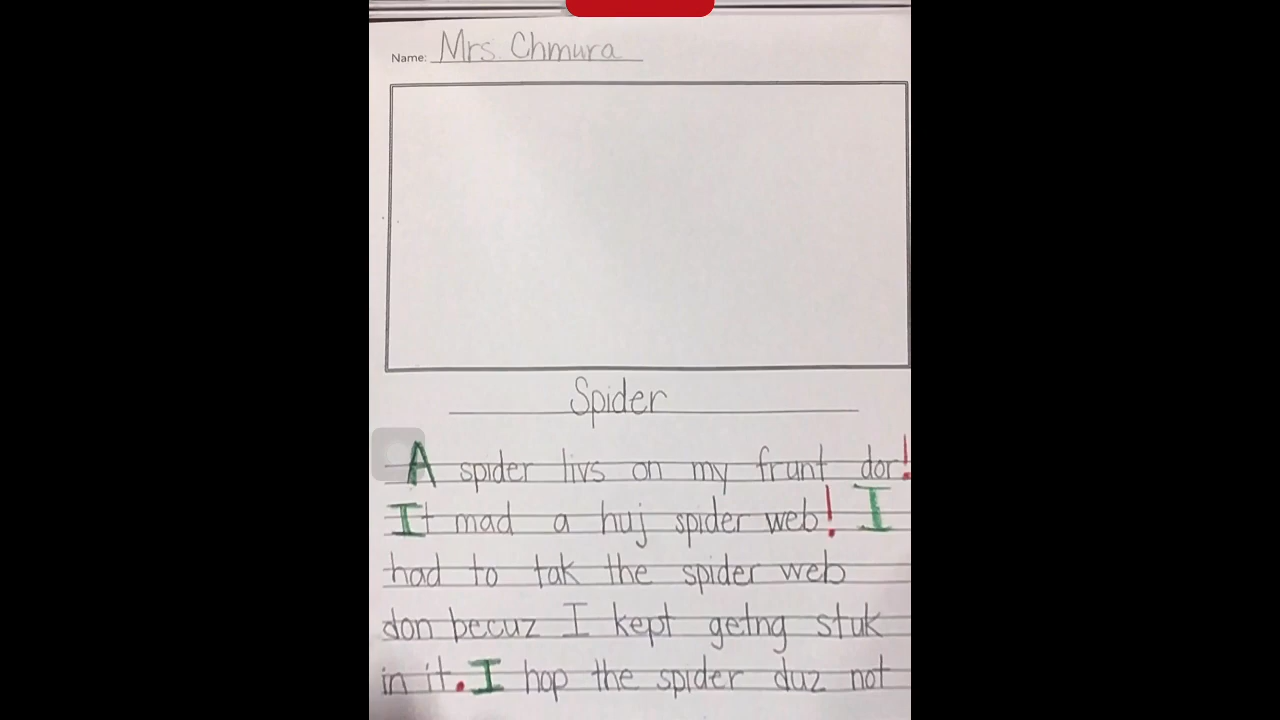 Name: Mrs. Chmura
Spider
A spider livs on my frunt dor!
It mad a huj spider web! I
had to tak the spider web
don becuz I kept getng stuk
in it. I hop the spider duz not